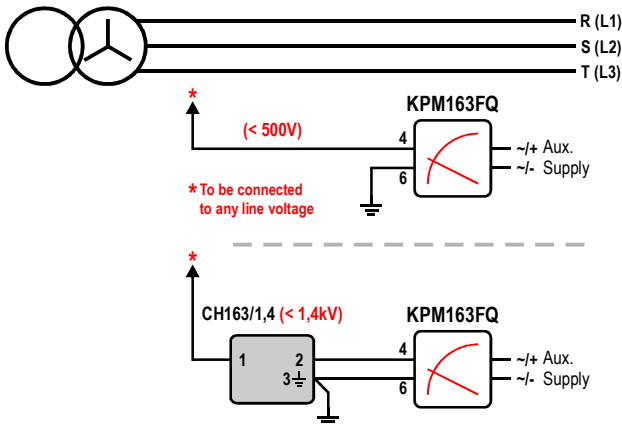 R (L1)
S (L2)
T (L3)
*
KPM163FQ
(< 500V)
4
~/+ Aux.
6
~/- Supply
* To be connected
to any line voltage
*
CH163/1,4 (< 1,4kV)
KPM163FQ
4
1
2
~/+ Aux.
3
6
~/- Supply